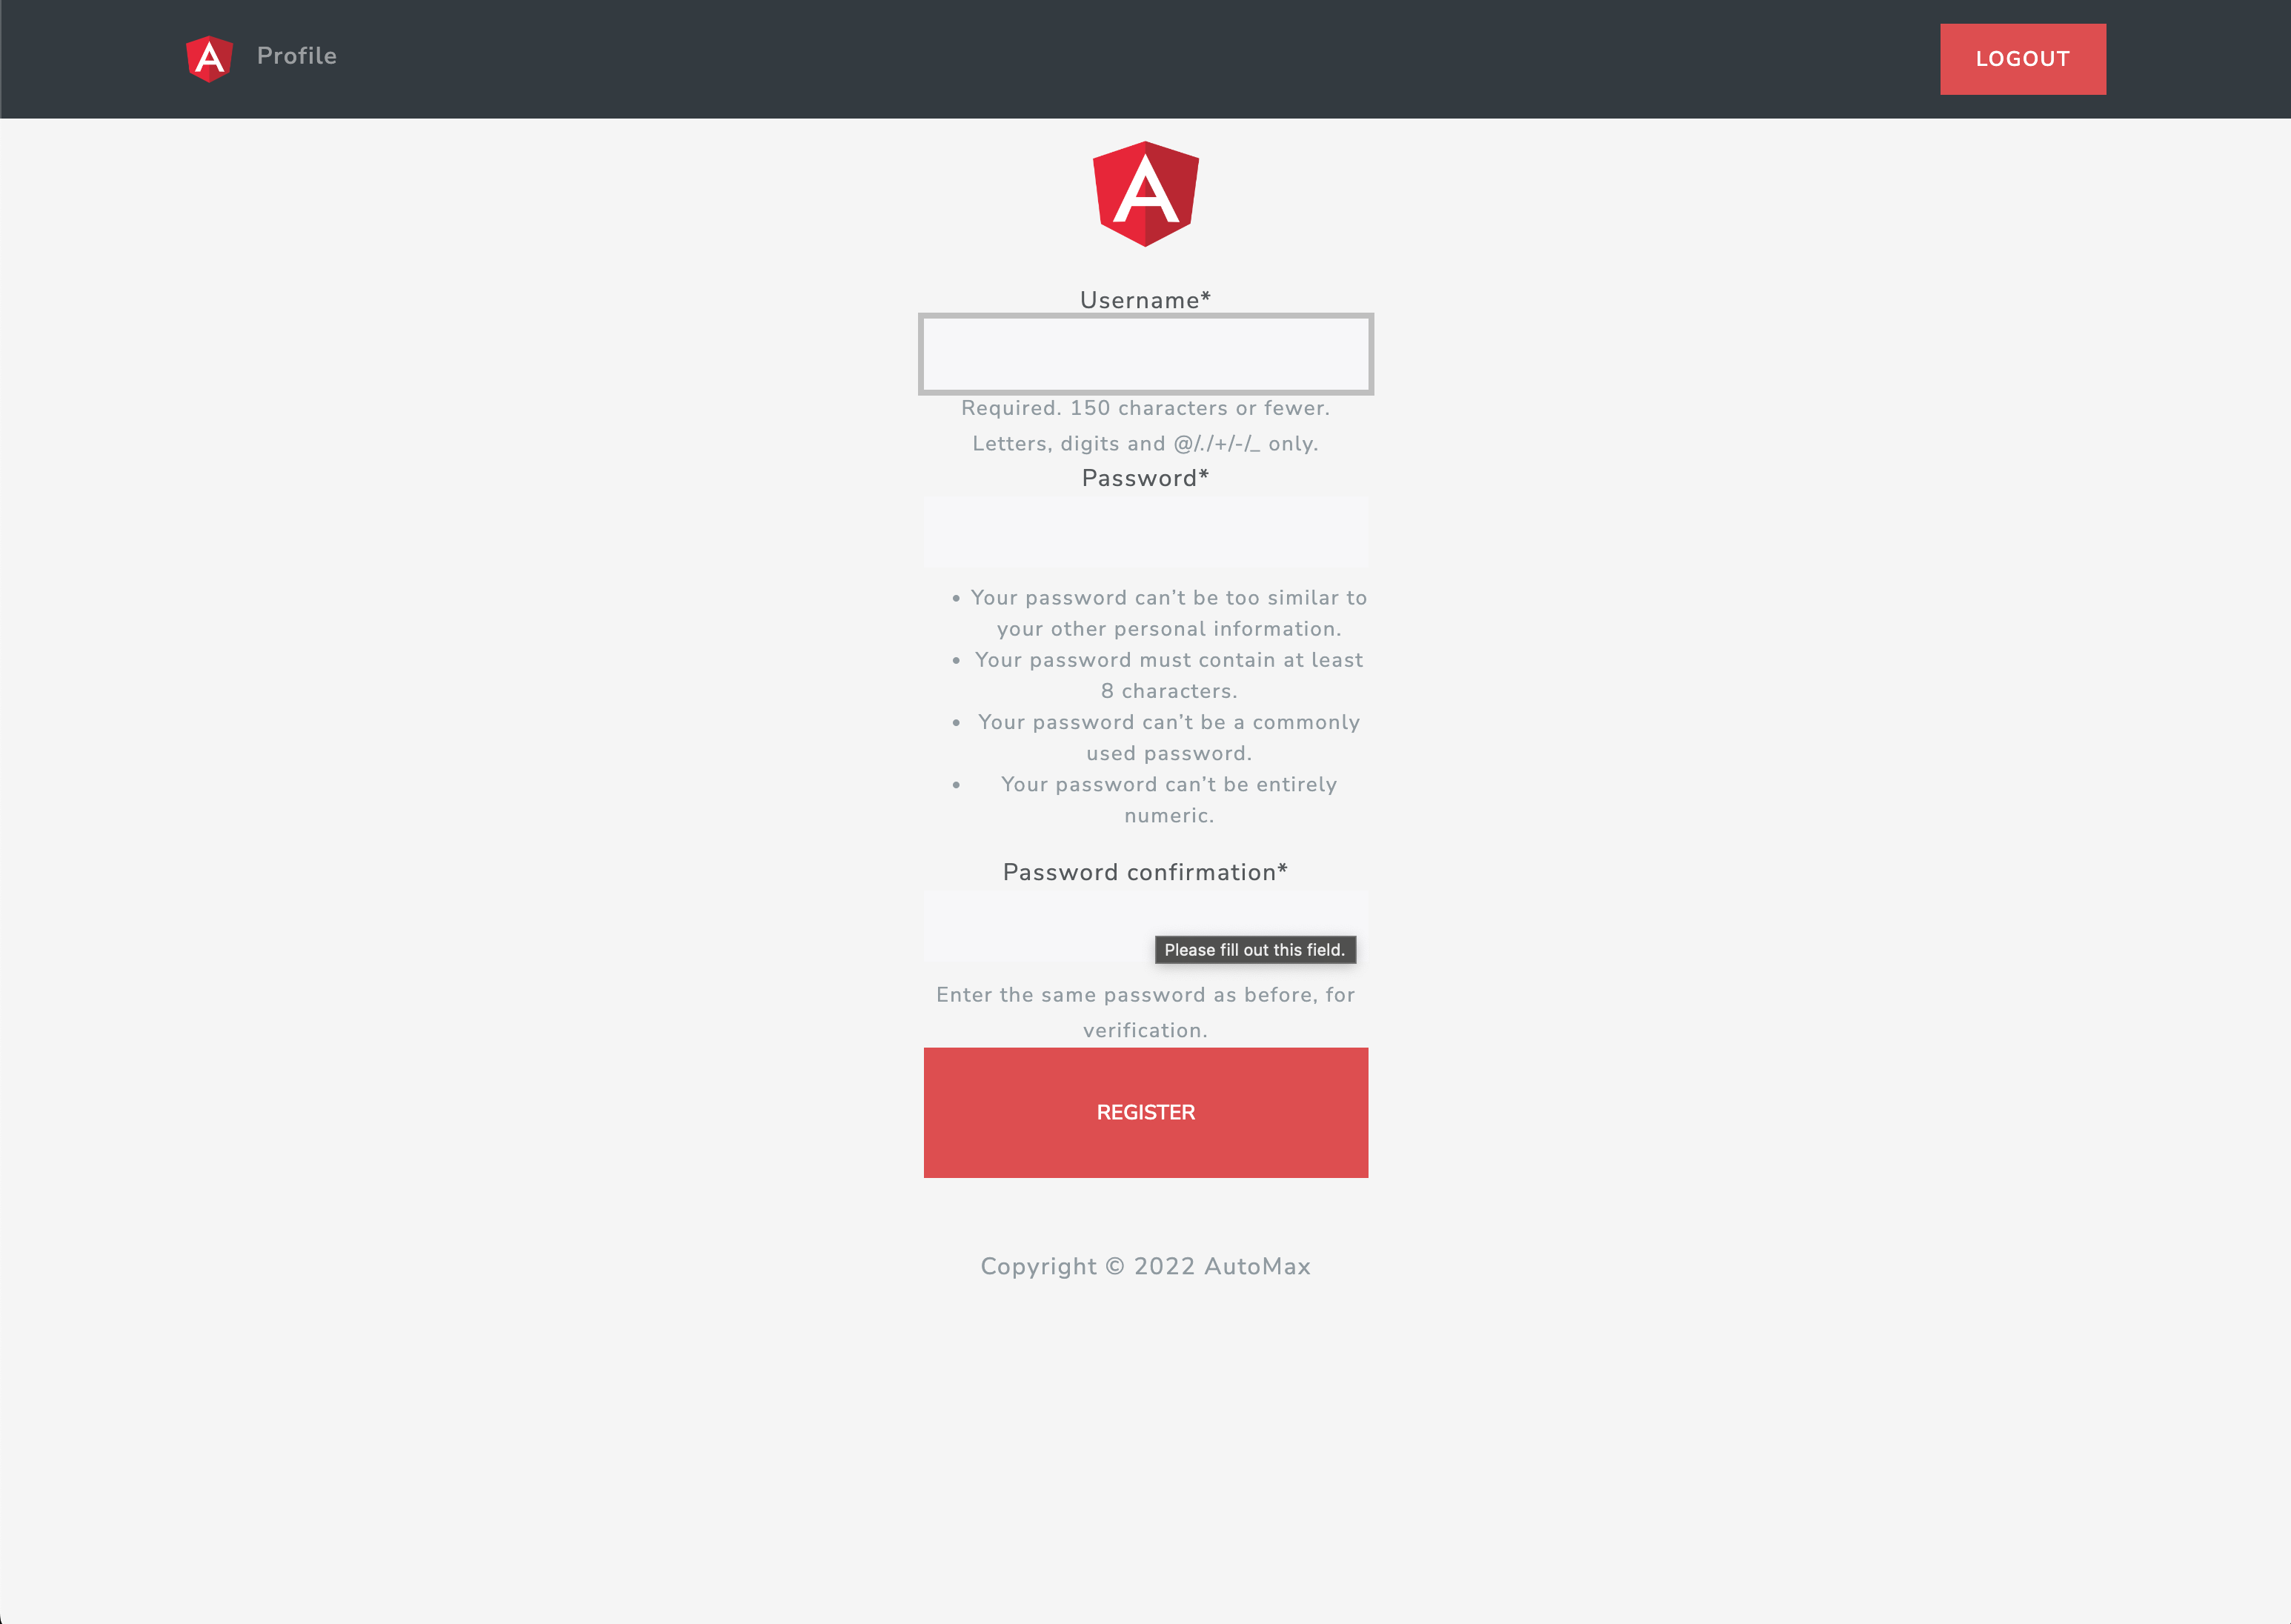 Profile
LOGOUT
Username*
Required. 150 characters or fewer.
Letters, digits and @/./+/-/_ only.
Password*
• Your password can’t be too similar to
your other personal information.
• Your password must contain at least
8 characters.
• Your password can’t be a commonly
used password.
• Your password can’t be entirely
numeric.
Password confirmation*
Please fill out this field.
Enter the same password as before, for
verification.
REGISTER
Copyright © 2022 AutoMax